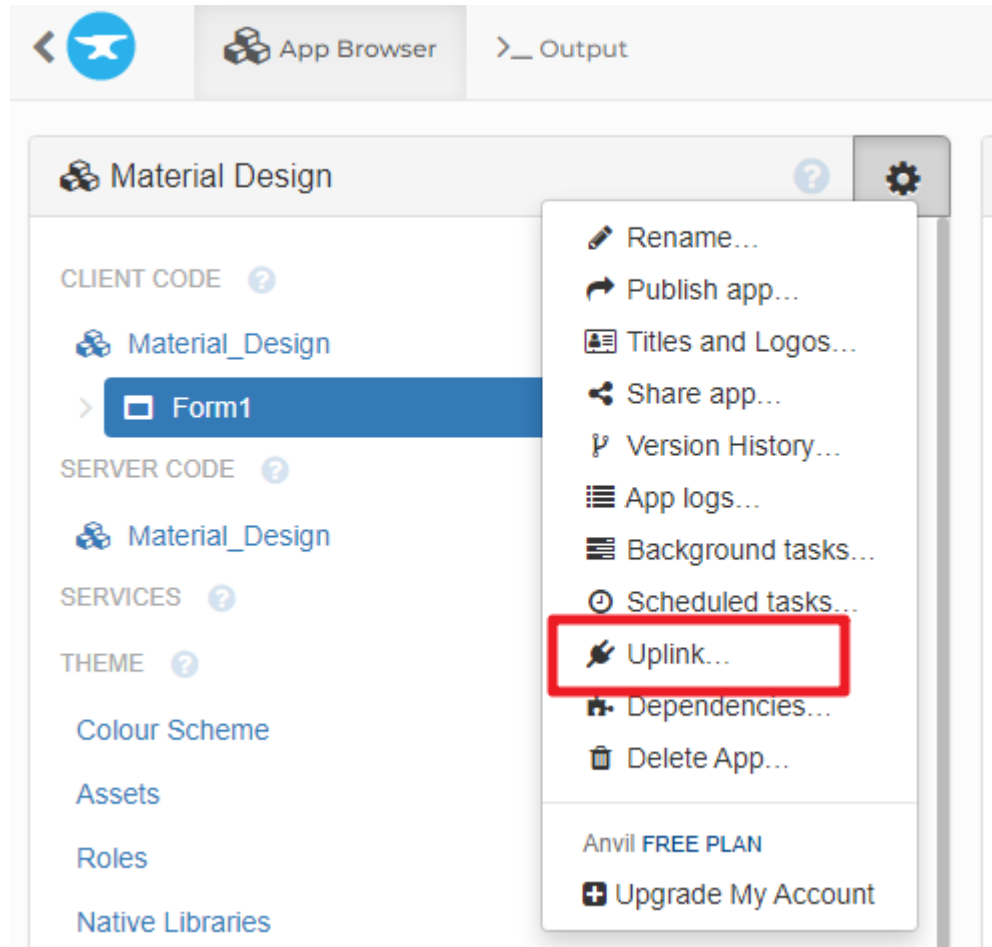 App Browser
>_ Output
Material Design
?
CLIENT CODE ?
Material_Design
Form1
SERVER CODE ?
Material_Design
SERVICES ?
THEME ?
Colour Scheme
Assets
Roles
Native Libraries
Rename...
Publish app...
Titles and Logos...
Share app...
Version History...
App logs...
Background tasks...
Scheduled tasks...
Uplink...
Dependencies...
Delete App...
Anvil FREE PLAN
Upgrade My Account